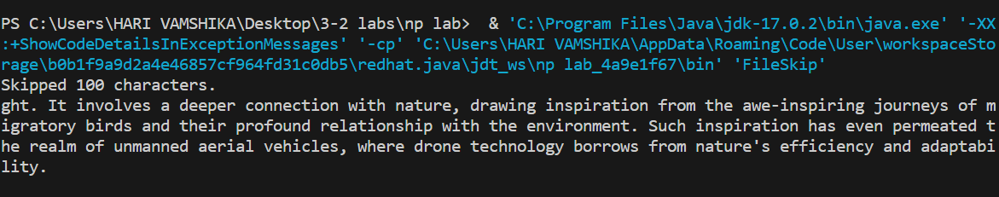 PS C:\Users\HARI VAMSHIKA\Desktop\3-2 labs\np lab>  & 'C:\Program Files\Java\jdk-17.0.2\bin\java.exe' '-XX
:+ShowCodeDetailsInExceptionMessages' '-cp' 'C:\Users\HARI VAMSHIKA\AppData\Roaming\Code\User\workspaceSto
rage\b0b1f9a9d2a4e46857cf964fd31c0db5\redhat.java\jdt_ws\np lab_4a9e1f67\bin' 'FileSkip'
Skipped 100 characters.
ght. It involves a deeper connection with nature, drawing inspiration from the awe-inspiring journeys of m
igratory birds and their profound relationship with the environment. Such inspiration has even permeated t
he realm of unmanned aerial vehicles, where drone technology borrows from nature's efficiency and adaptabi
lity.